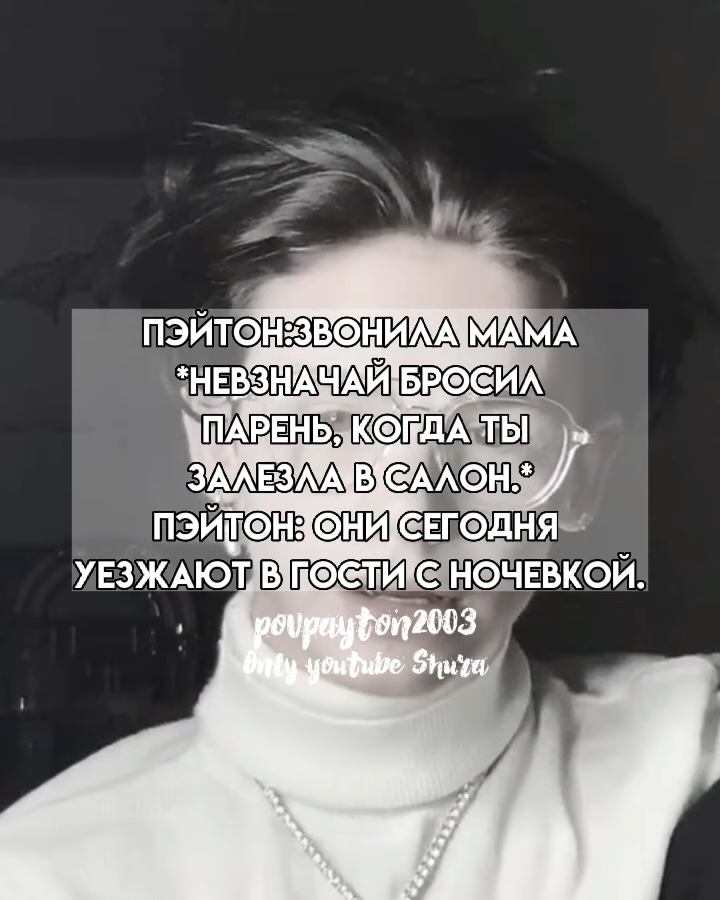 ПЭЙТОН:ЗВОНИЛА МАМА
*НЕВЗНАЧАЙ БРОСИЛ
ПАРЕНЬ, КОГДА ТЫ
ЗАЛЕЗЛА В САЛОН.*
ПЭЙТОН: ОНИ СЕГОДНЯ
УЕЗЖАЮТ В ГОСТИ С НОЧЕВКОЙ.
povpayton2003
Only youtube Shura